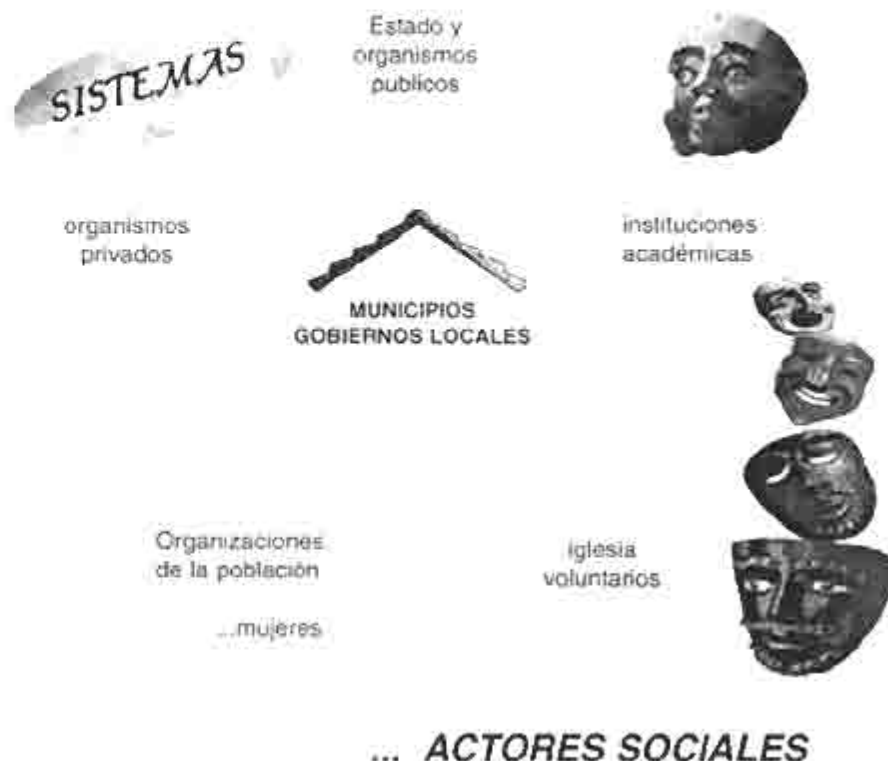 SISTEMAS Y
Estado y
organismos
publicos
organismos
privados
instituciones
académicas
MUNICIPIOS
GOBIERNOS LOCALES
Organizaciones
de la población
...mujeres
iglesia
voluntarios
... ACTORES SOCIALES